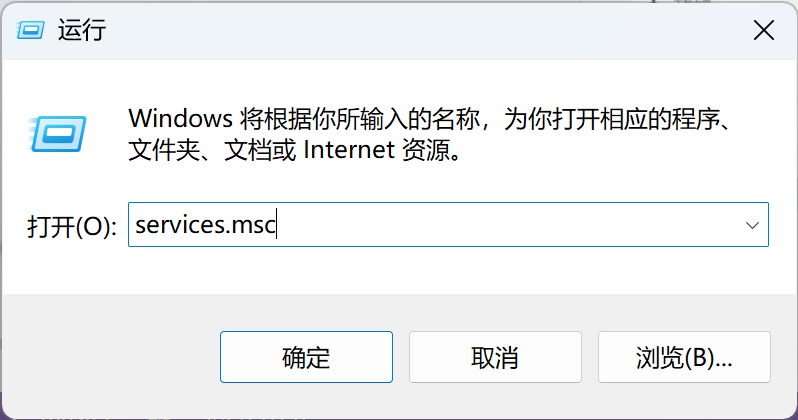 运行
Windows 将根据你所输入的名称，为你打开相应的程序、
文件夹、文档或 Internet 资源。
打开(O): services.msc
确定 取消 浏览(B)...